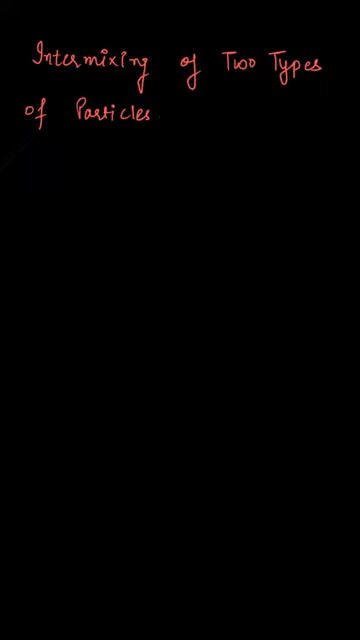 Intermixing of Two Types
of Particles